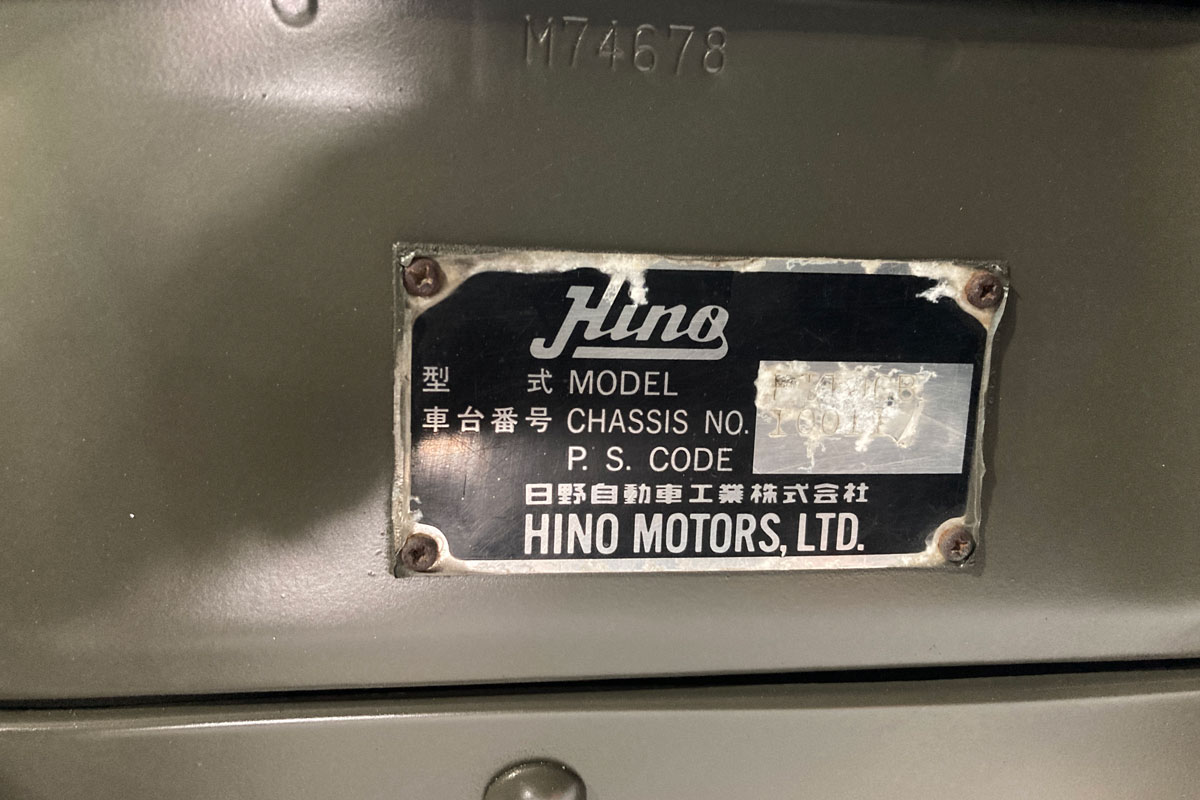 M74678
Hino
型 式 MODEL
車台番号 CHASSIS NO.
P. S. CODE
日野自動車工業株式会社
HINO MOTORS, LTD.